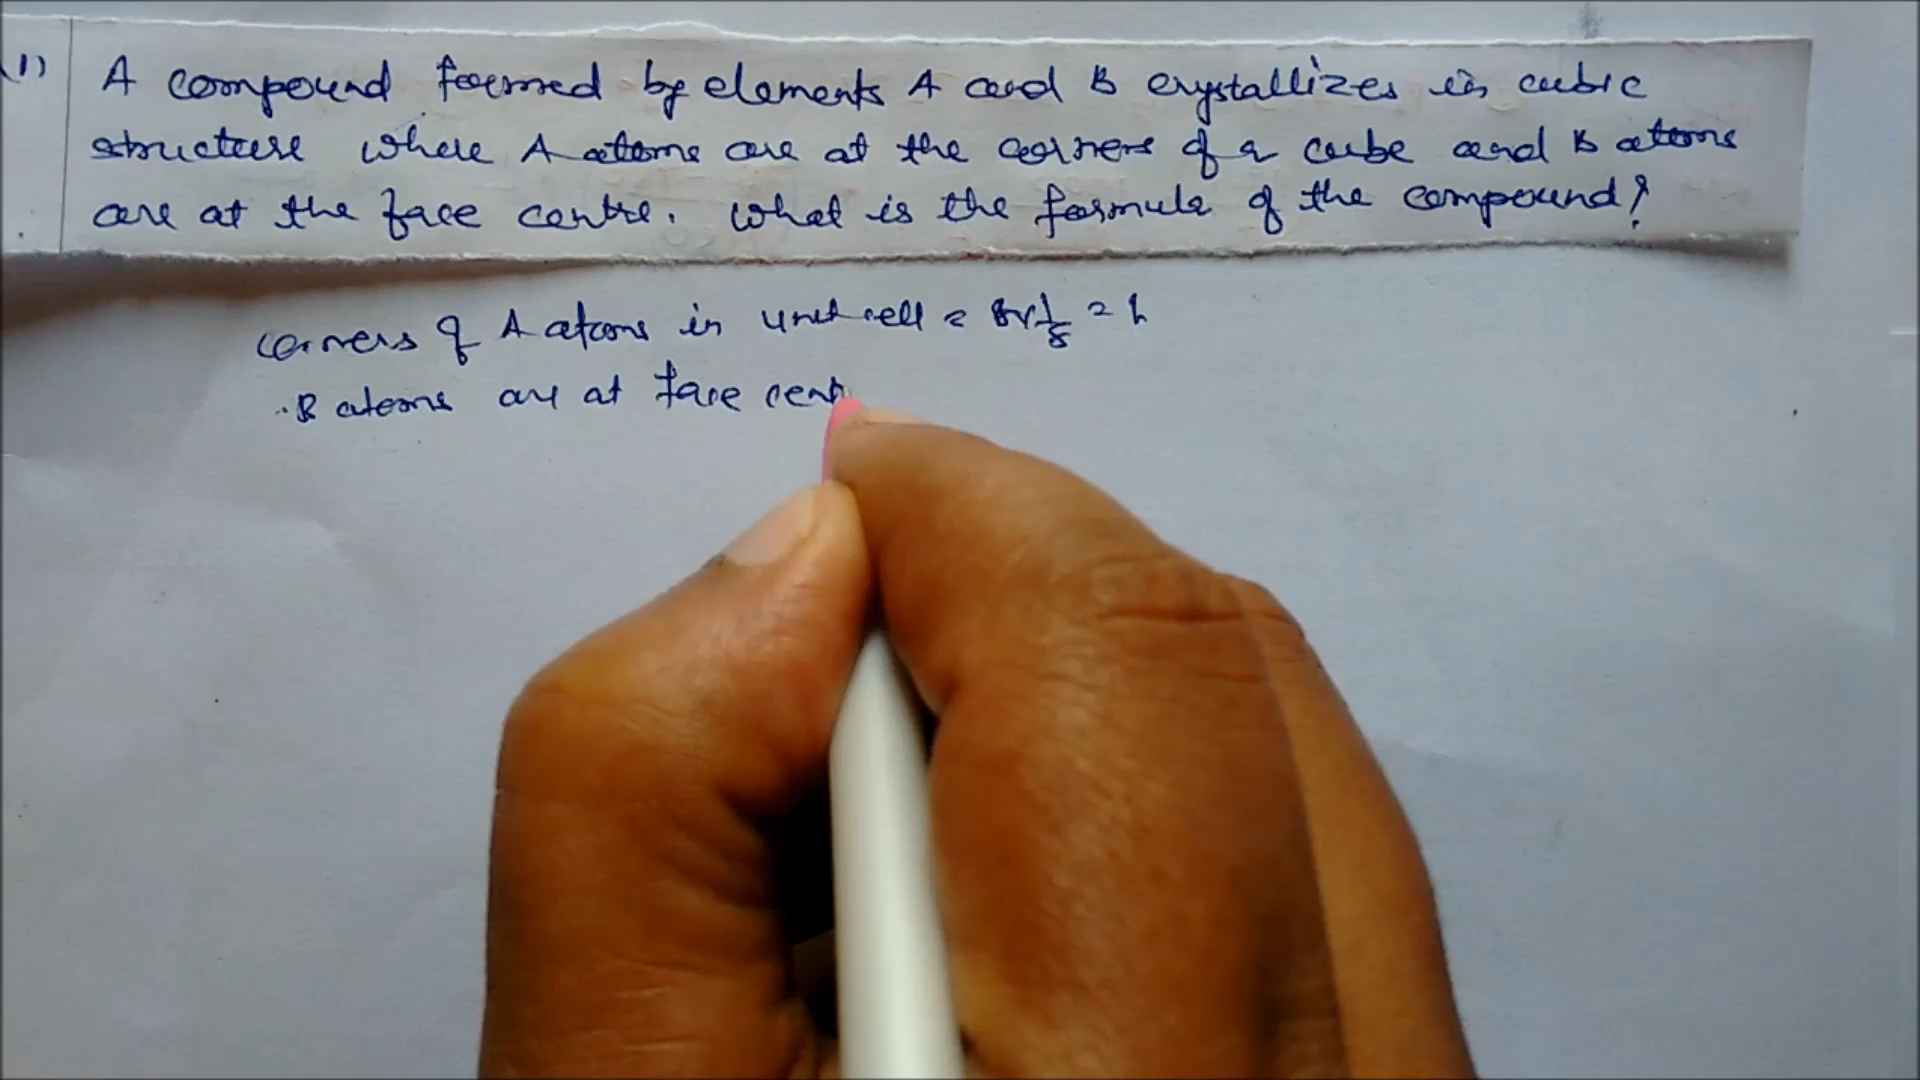 (1) A compound formed by elements A and B crystallizes in cubic
structure where A atoms are at the corners of a cube and B atoms
are at the face centre. What is the formula of the compound?
corners of A atoms in unit cell = 8×1/8 = 1
B atoms are at face cent